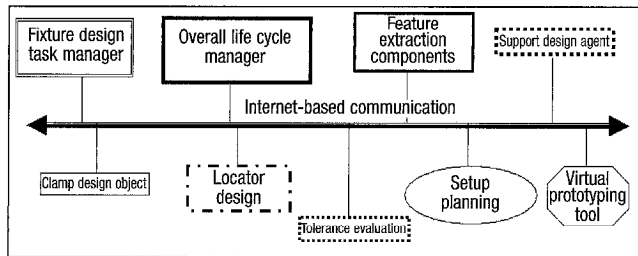 Fixture design
task manager
Overall life cycle
manager
Feature
extraction
components
Support design agent
Internet-based communication
Clamp design object
Locator
design
Tolerance evaluation
Setup
planning
Virtual
prototyping
tool